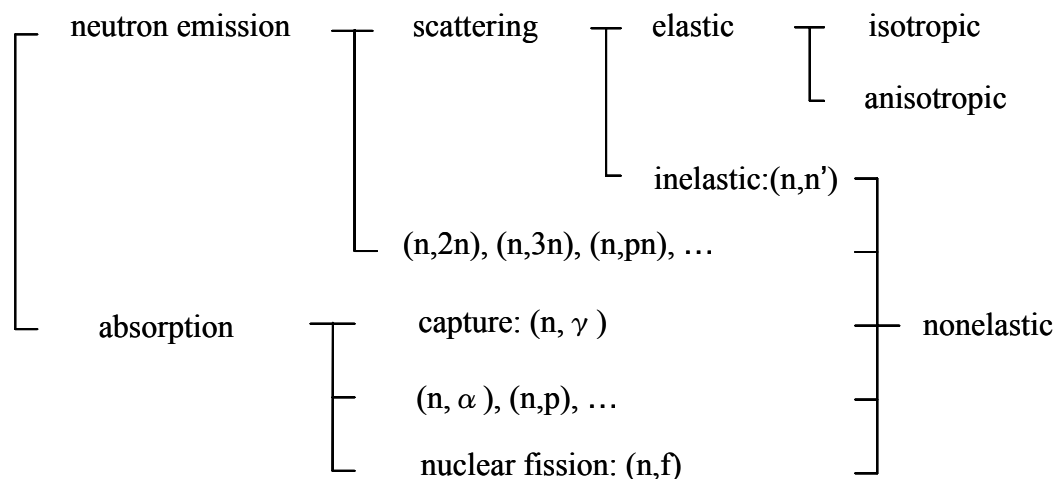 neutron emission scattering elastic isotropic
anisotropic
inelastic:(n,n’)
(n,2n), (n,3n), (n,pn), …
absorption capture: (n, γ) nonelastic
(n, α), (n,p), …
nuclear fission: (n,f)